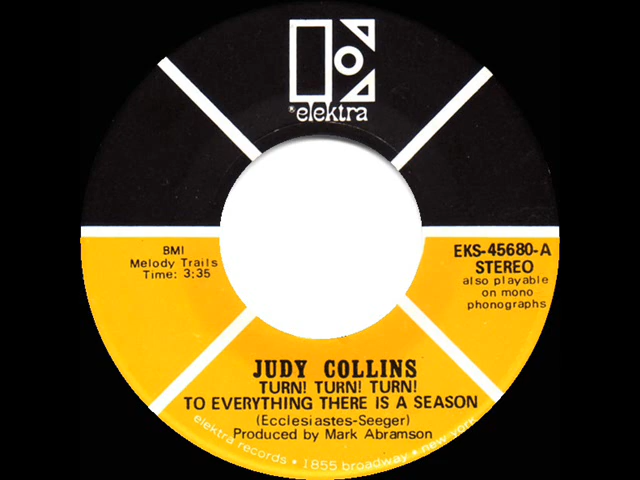 ® elektra
BMI
Melody Trails
Time: 3:35
EKS-45680-A
STEREO
also playable
on mono
phonographs
JUDY COLLINS
TURN! TURN! TURN!
TO EVERYTHING THERE IS A SEASON
(Ecclesiastes-Seeger)
Produced by Mark Abramson
elektra records • 1855 broadway • new york